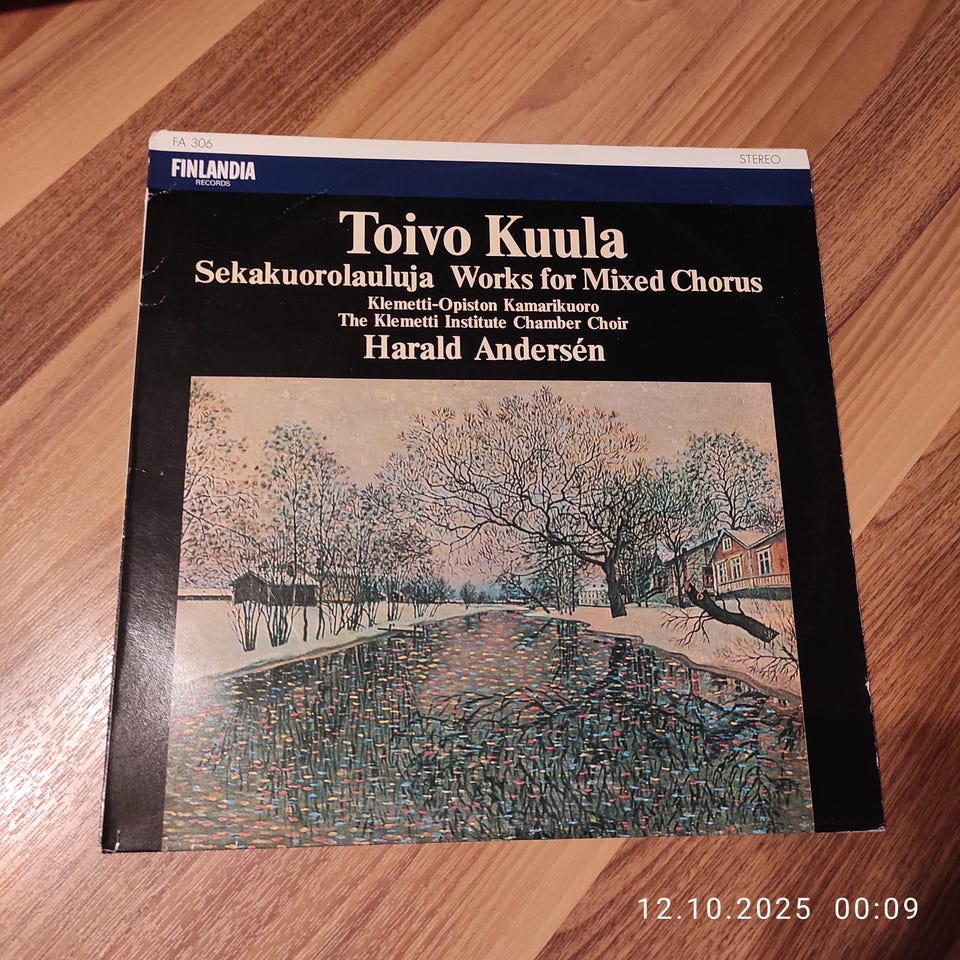 FA 306
STEREO
FINLANDIA
RECORDS
Toivo Kuula
Sekakuorolauluja Works for Mixed Chorus
Klemetti-Opiston Kamarikuoro
The Klemetti Institute Chamber Choir
Harald Andersén
12.10.2025 00:09